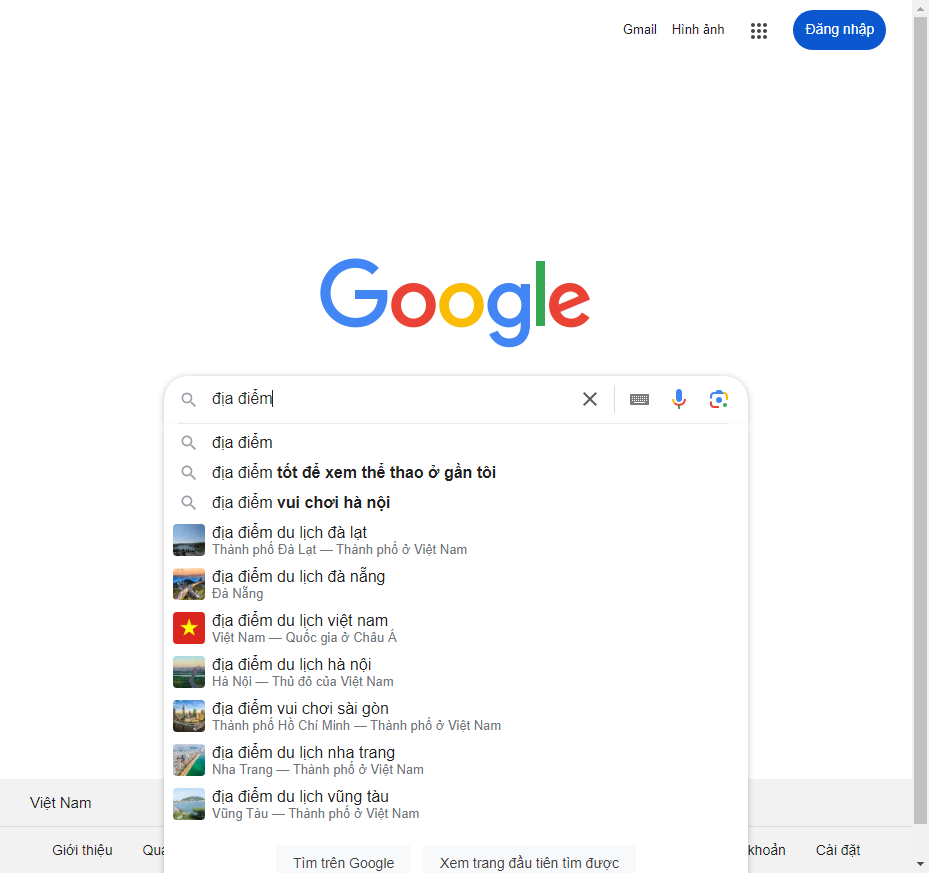 Gmail Hình ảnh Đăng nhập
Google
địa điểm
địa điểm
địa điểm tốt để xem thể thao ở gần tôi
địa điểm vui chơi hà nội
địa điểm du lịch đà lạt
Thành phố Đà Lạt — Thành phố ở Việt Nam
địa điểm du lịch đà nẵng
Đà Nẵng
địa điểm du lịch việt nam
Việt Nam — Quốc gia ở Châu Á
địa điểm du lịch hà nội
Hà Nội — Thủ đô của Việt Nam
địa điểm vui chơi sài gòn
Thành phố Hồ Chí Minh — Thành phố ở Việt Nam
địa điểm du lịch nha trang
Nha Trang — Thành phố ở Việt Nam
địa điểm du lịch vũng tàu
Vũng Tàu — Thành phố ở Việt Nam
Việt Nam
Giới thiệu khoản Cài đặt
Tìm trên Google Xem trang đầu tiên tìm được